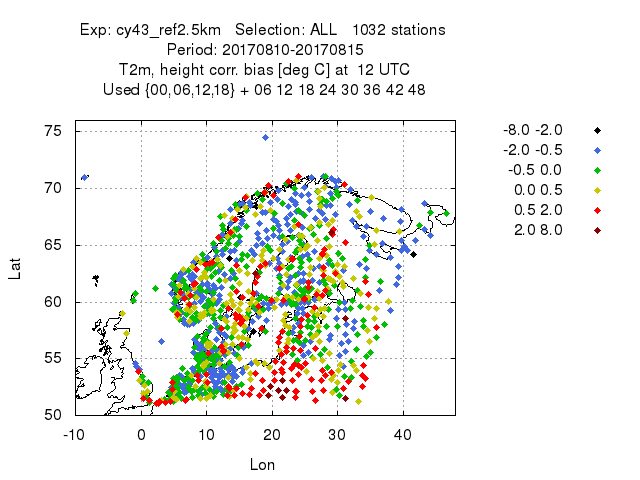 Exp: cy43_ref2.5km   Selection: ALL   1032 stations
Period: 20170810-20170815
T2m, height corr. bias [deg C] at  12 UTC
Used {00,06,12,18} + 06 12 18 24 30 36 42 48
-8.0 -2.0
-2.0 -0.5
-0.5 0.0
0.0 0.5
0.5 2.0
2.0 8.0
75
70
65
60
55
50
Lat
-10 0 10 20 30 40
Lon